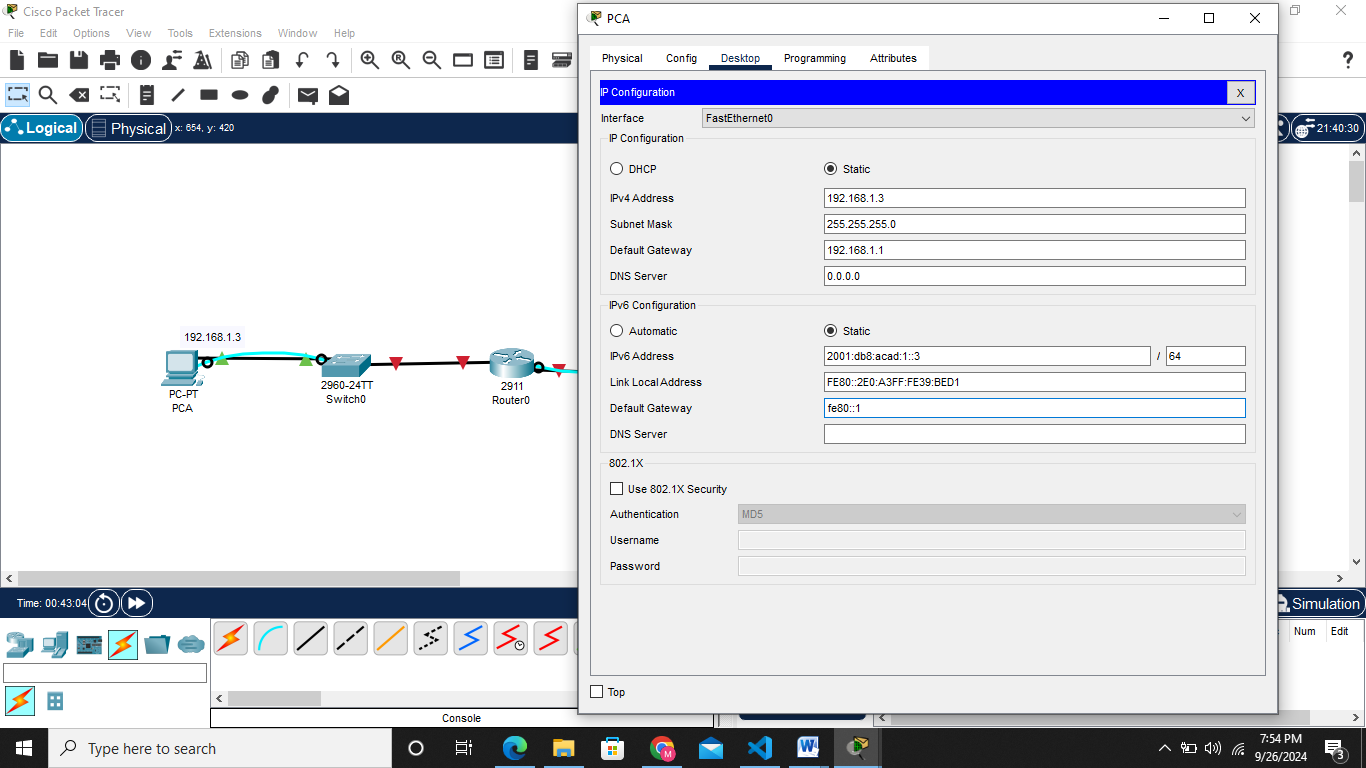 Cisco Packet Tracer
File Edit Options View Tools Extensions Window Help
Logical Physical x: 654, y: 420
21:40:30
192.168.1.3
PC-PT
PCA
2960-24TT
Switch0
2911
Router0
Time: 00:43:04
Simulation
Num Edit
Console
PCA
Physical Config Desktop Programming Attributes
IP Configuration X
Interface FastEthernet0
IP Configuration
DHCP Static
IPv4 Address 192.168.1.3
Subnet Mask 255.255.255.0
Default Gateway 192.168.1.1
DNS Server 0.0.0.0
IPv6 Configuration
Automatic Static
IPv6 Address 2001:db8:acad:1::3 / 64
Link Local Address FE80::2E0:A3FF:FE39:BED1
Default Gateway fe80::1
DNS Server
802.1X
Use 802.1X Security
Authentication MD5
Username
Password
Top
Type here to search
7:54 PM
9/26/2024
3